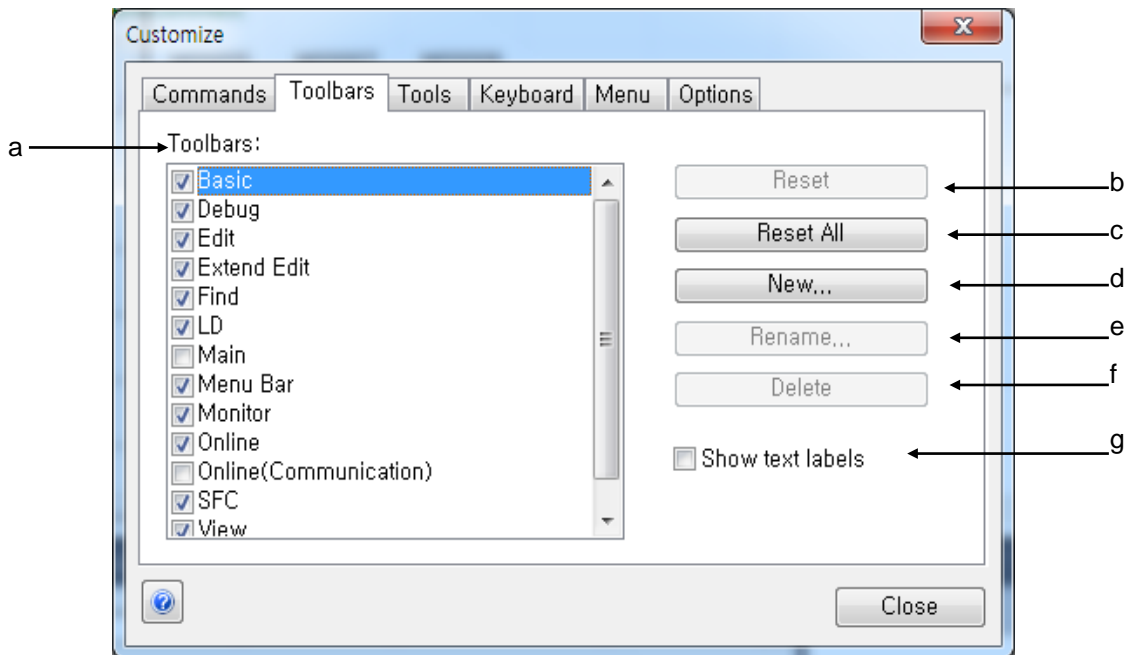 Customize
Commands Toolbars Tools Keyboard Menu Options
a
Toolbars:
Basic
Debug
Edit
Extend Edit
Find
LD
Main
Menu Bar
Monitor
Online
Online(Communication)
SFC
View
Reset
b
Reset All
c
New...
d
Rename...
e
Delete
f
Show text labels
g
Close